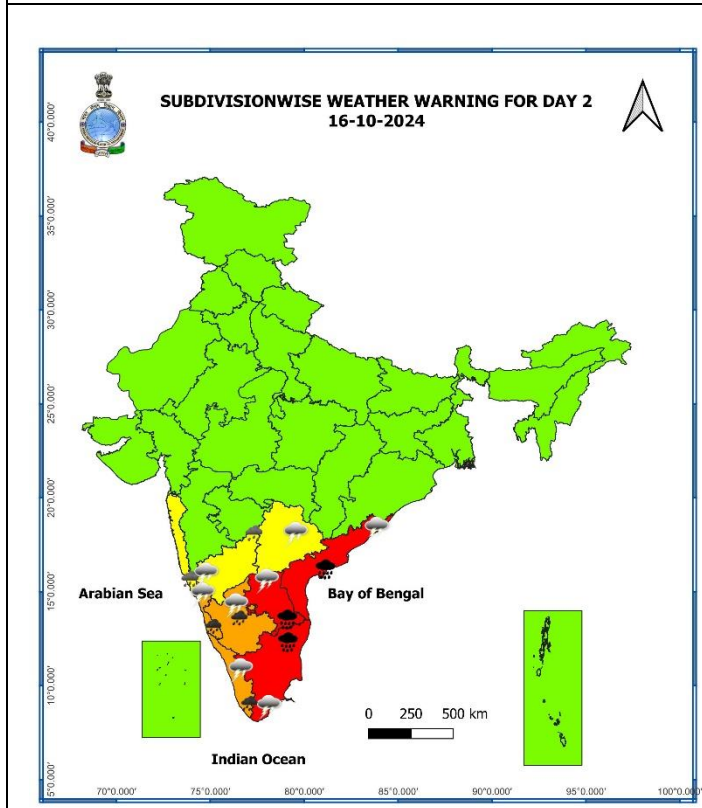 SUBDIVISIONWISE WEATHER WARNING FOR DAY 2
16-10-2024
40°0.000'
35°0.000'
30°0.000'
25°0.000'
20°0.000'
15°0.000'
10°0.000'
5°0.000'
Arabian Sea
Bay of Bengal
0 250 500 km
Indian Ocean
70°0.000' 75°0.000' 80°0.000' 85°0.000' 90°0.000' 95°0.000' 100°0.000'